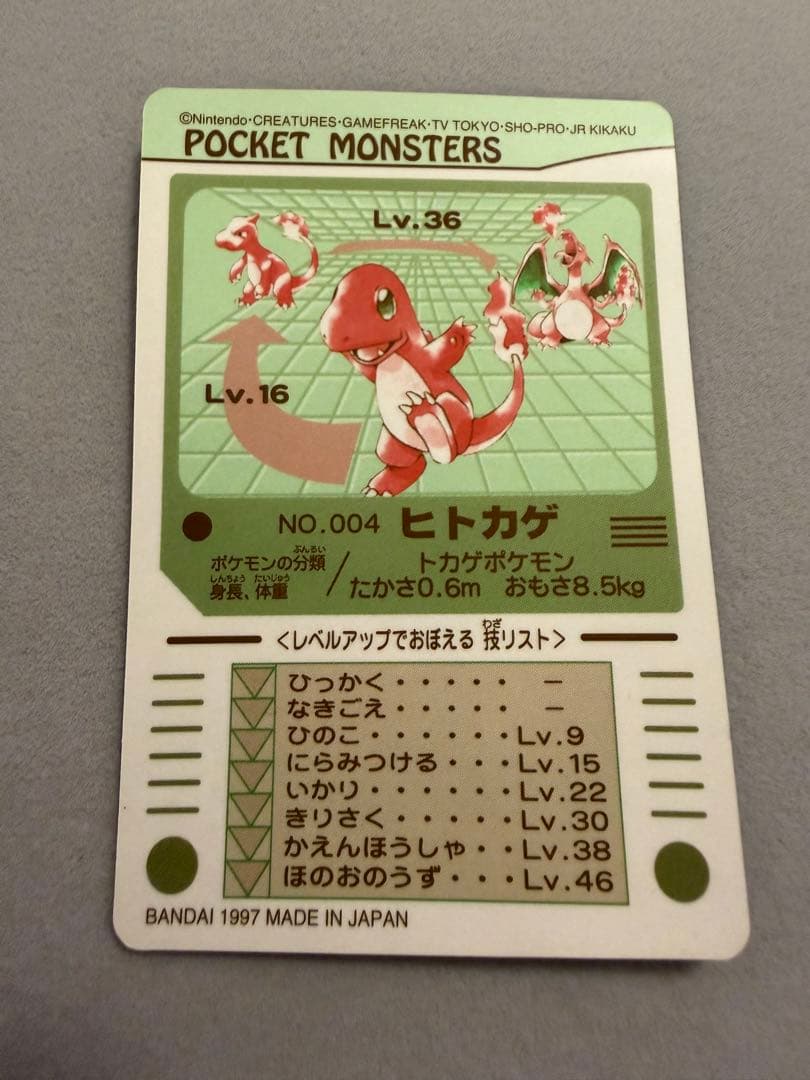 ©Nintendo・CREATURES・GAMEFREAK・TV TOKYO・SHO-PRO・JR KIKAKU
POCKET MONSTERS
Lv.36
Lv.16
NO.004 ヒトカゲ
ぶんるい
ポケモンの分類/トカゲポケモン
しんちょう たいじゅう
身長、体重 たかさ0.6m おもさ8.5kg
わざ
<レベルアップでおぼえる 技リスト>
ひっかく・・・・・ －
なきごえ・・・・・ －
ひのこ・・・・・・Lv.9
にらみつける・・・Lv.15
いかり・・・・・・Lv.22
きりさく・・・・・Lv.30
かえんほうしゃ・・Lv.38
ほのおのうず・・・Lv.46
BANDAI 1997 MADE IN JAPAN